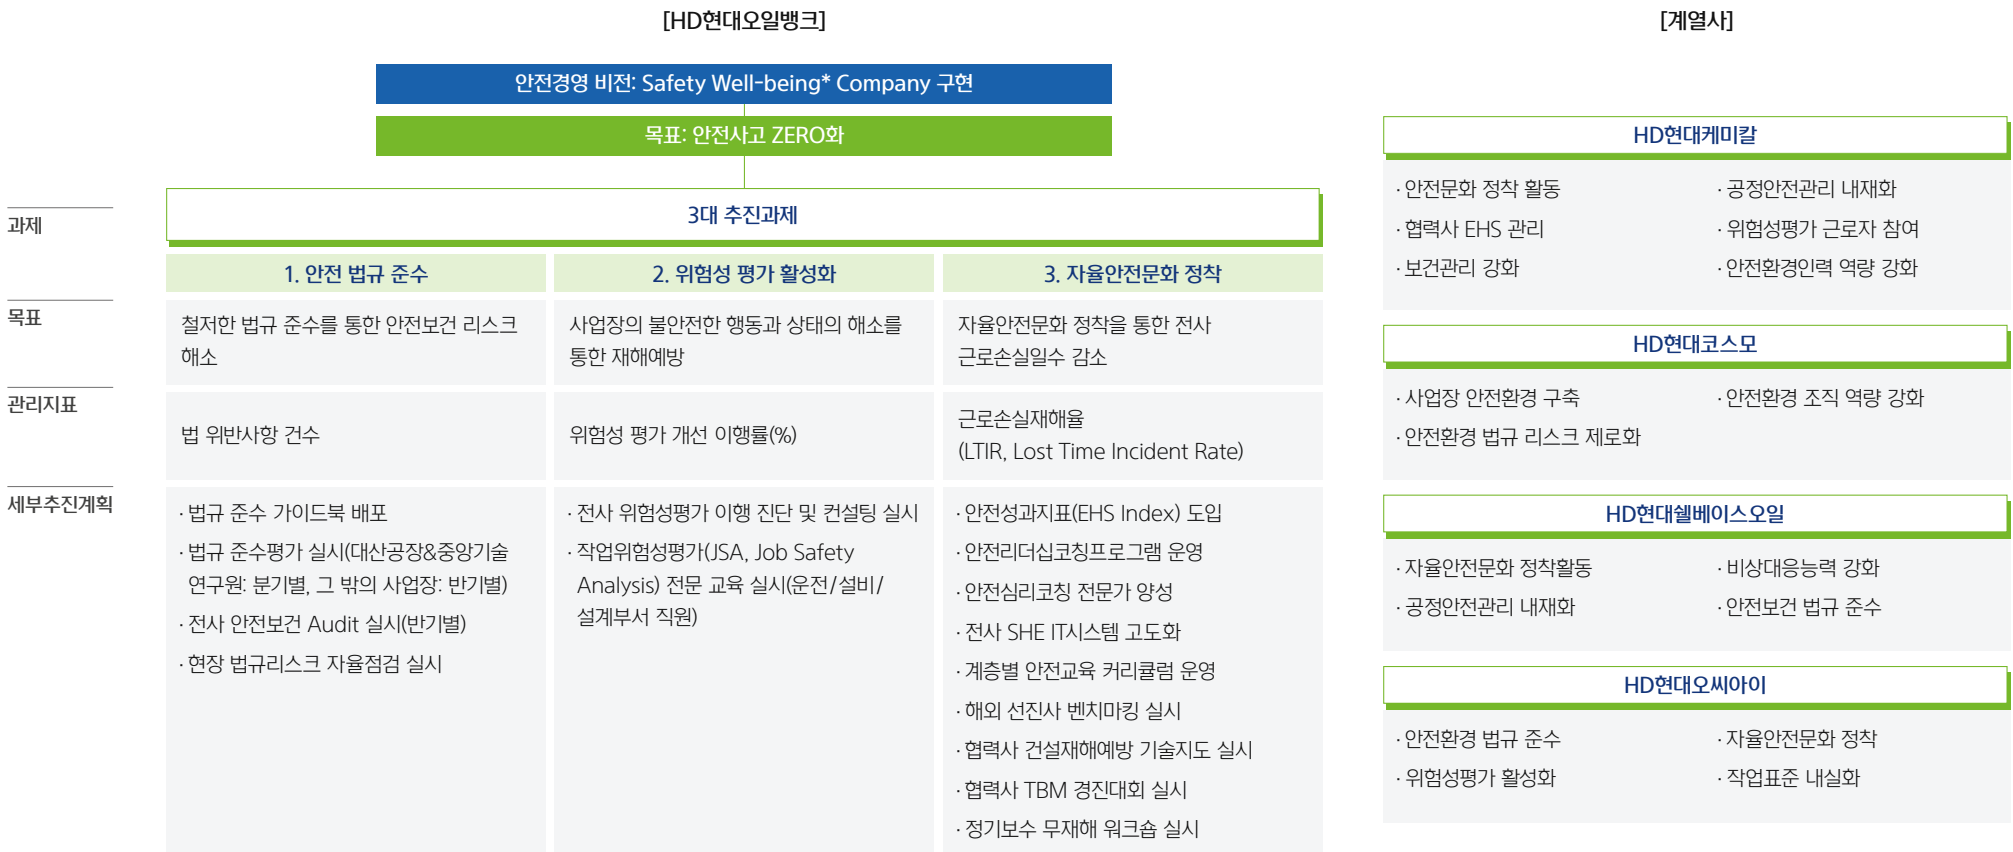 [HD현대오일뱅크]
안전경영 비전: Safety Well-being* Company 구현
목표: 안전사고 ZERO화
과제
3대 추진과제
1. 안전 법규 준수
2. 위험성 평가 활성화
3. 자율안전문화 정착
목표
철저한 법규 준수를 통한 안전보건 리스크
해소
사업장의 불안전한 행동과 상태의 해소를
통한 재해예방
자율안전문화 정착을 통한 전사
근로손실일수 감소
관리지표
법 위반사항 건수
위험성 평가 개선 이행률(%)
근로손실재해율
(LTIR, Lost Time Incident Rate)
세부추진계획
· 법규 준수 가이드북 배포
· 법규 준수평가 실시(대산공장&중앙기술
연구원: 분기별, 그 밖의 사업장: 반기별)
· 전사 안전보건 Audit 실시(반기별)
· 현장 법규리스크 자율점검 실시
· 전사 위험성평가 이행 진단 및 컨설팅 실시
· 작업위험성평가(JSA, Job Safety
Analysis) 전문 교육 실시(운전/설비/
설계부서 직원)
· 안전성과지표(EHS Index) 도입
· 안전리더십코칭프로그램 운영
· 안전심리코칭 전문가 양성
· 전사 SHE IT시스템 고도화
· 계층별 안전교육 커리큘럼 운영
· 해외 선진사 벤치마킹 실시
· 협력사 건설재해예방 기술지도 실시
· 협력사 TBM 경진대회 실시
· 정기보수 무재해 워크숍 실시
[계열사]
HD현대케미칼
· 안전문화 정착 활동
· 협력사 EHS 관리
· 보건관리 강화
· 공정안전관리 내재화
· 위험성평가 근로자 참여
· 안전환경인력 역량 강화
HD현대코스모
· 사업장 안전환경 구축
· 안전환경 법규 리스크 제로화
· 안전환경 조직 역량 강화
HD현대쉘베이스오일
· 자율안전문화 정착활동
· 공정안전관리 내재화
· 비상대응능력 강화
· 안전보건 법규 준수
HD현대오씨아이
· 안전환경 법규 준수
· 위험성평가 활성화
· 자율안전문화 정착
· 작업표준 내실화